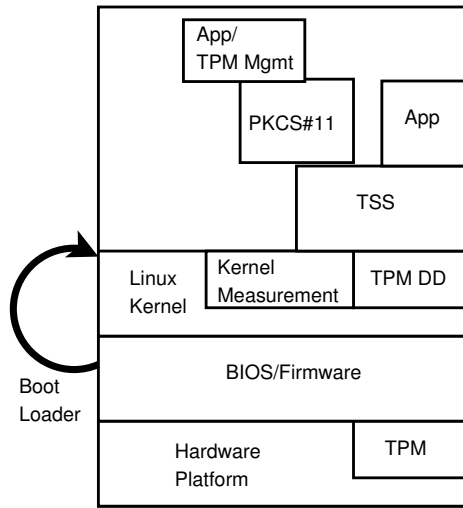 App/
TPM Mgmt
PKCS#11
App
TSS
Linux
Kernel
Kernel
Measurement
TPM DD
BIOS/Firmware
Boot
Loader
Hardware
Platform
TPM